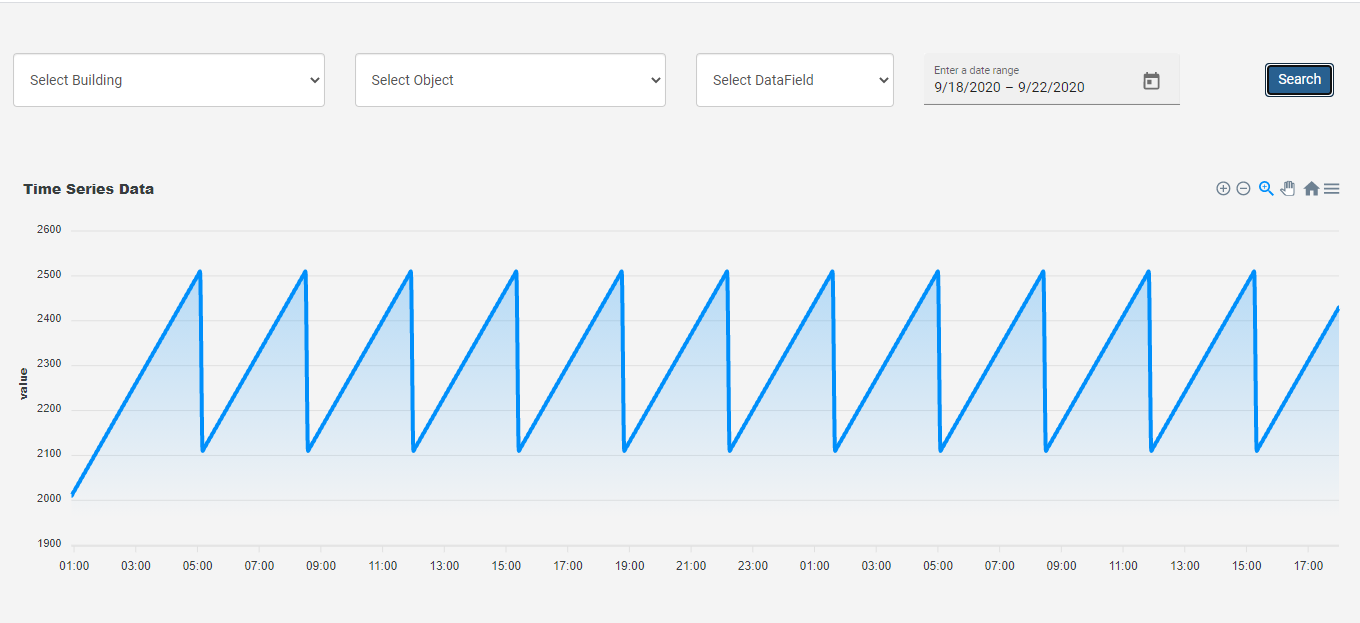 Select Building
Select Object
Select DataField
Enter a date range
9/18/2020 – 9/22/2020
Search
Time Series Data
2600
2500
2400
2300
2200
2100
2000
1900
value
01:00 03:00 05:00 07:00 09:00 11:00 13:00 15:00 17:00 19:00 21:00 23:00 01:00 03:00 05:00 07:00 09:00 11:00 13:00 15:00 17:00